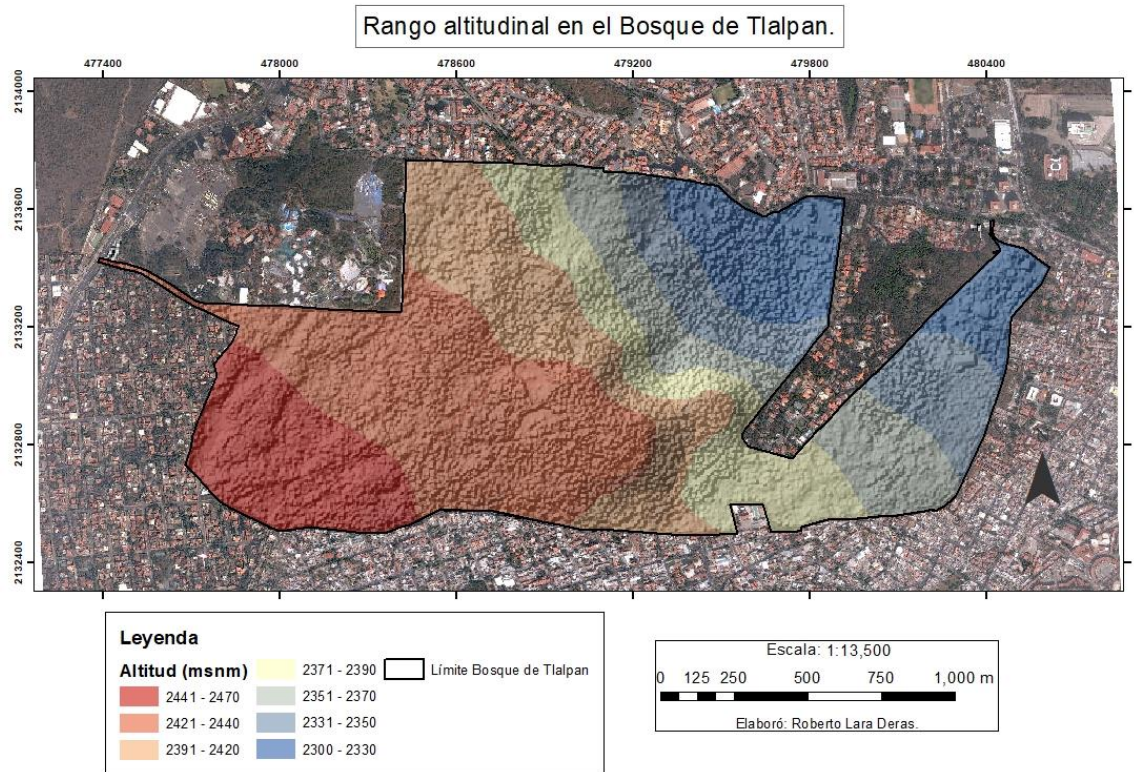 Rango altitudinal en el Bosque de Tlalpan.
477400 478000 478600 479200 479800 480400
2134000
2133600
2133200
2132800
2132400
Leyenda
Altitud (msnm)
2441 - 2470
2421 - 2440
2391 - 2420
2371 - 2390
2351 - 2370
2331 - 2350
2300 - 2330
Límite Bosque de Tlalpan
Escala: 1:13,500
0 125 250 500 750 1,000 m
Elaboró: Roberto Lara Deras.